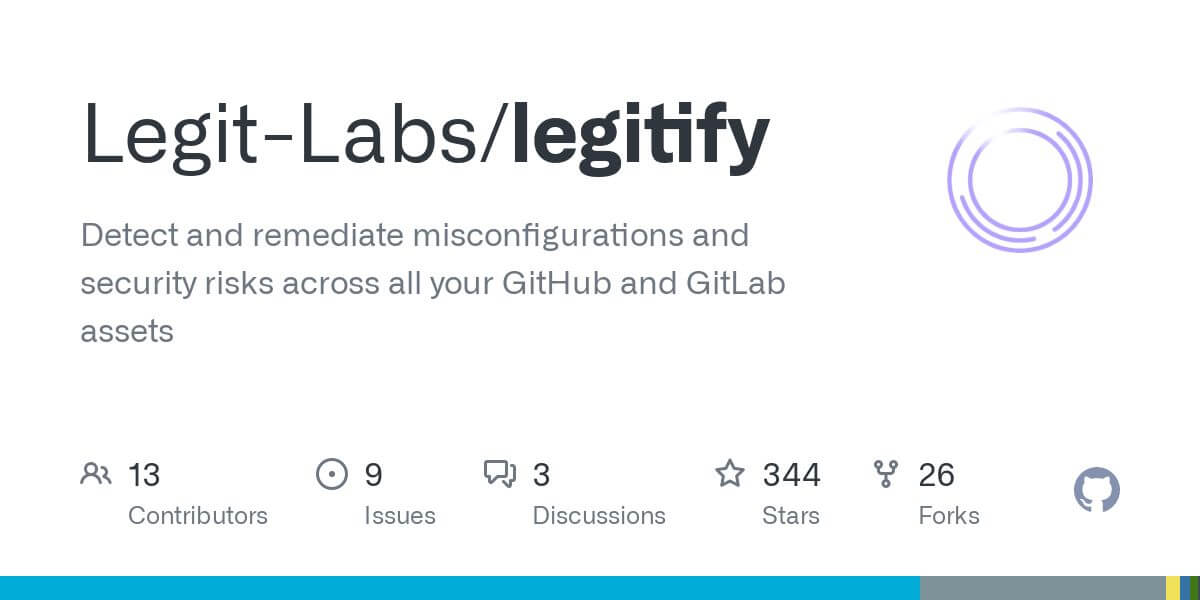 Legit-Labs/legitify
Detect and remediate misconfigurations and
security risks across all your GitHub and GitLab
assets
13 9 3 344 26
Contributors Issues Discussions Stars Forks